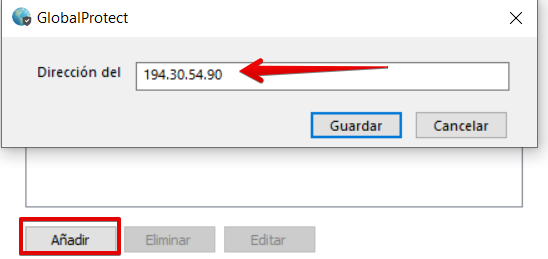 GlobalProtect
Dirección del 194.30.54.90
Guardar Cancelar
Añadir Eliminar Editar